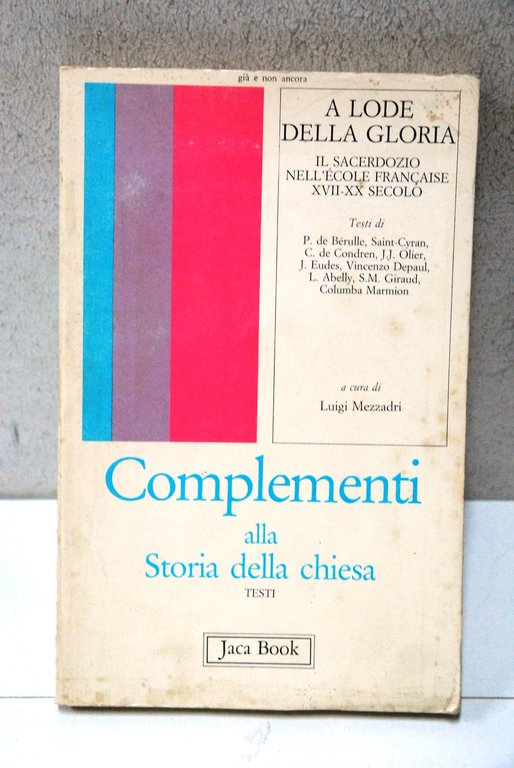 già e non ancora
A LODE
DELLA GLORIA
IL SACERDOZIO
NELL'ÉCOLE FRANÇAISE
XVII-XX SECOLO
Testi di
P. de Bérulle, Saint-Cyran,
C. de Condren, J.J. Olier,
J. Eudes, Vincenzo Depaul,
L. Abelly, S.M. Giraud,
Columba Marmion
a cura di
Luigi Mezzadri
Complementi
alla
Storia della chiesa
TESTI
Jaca Book